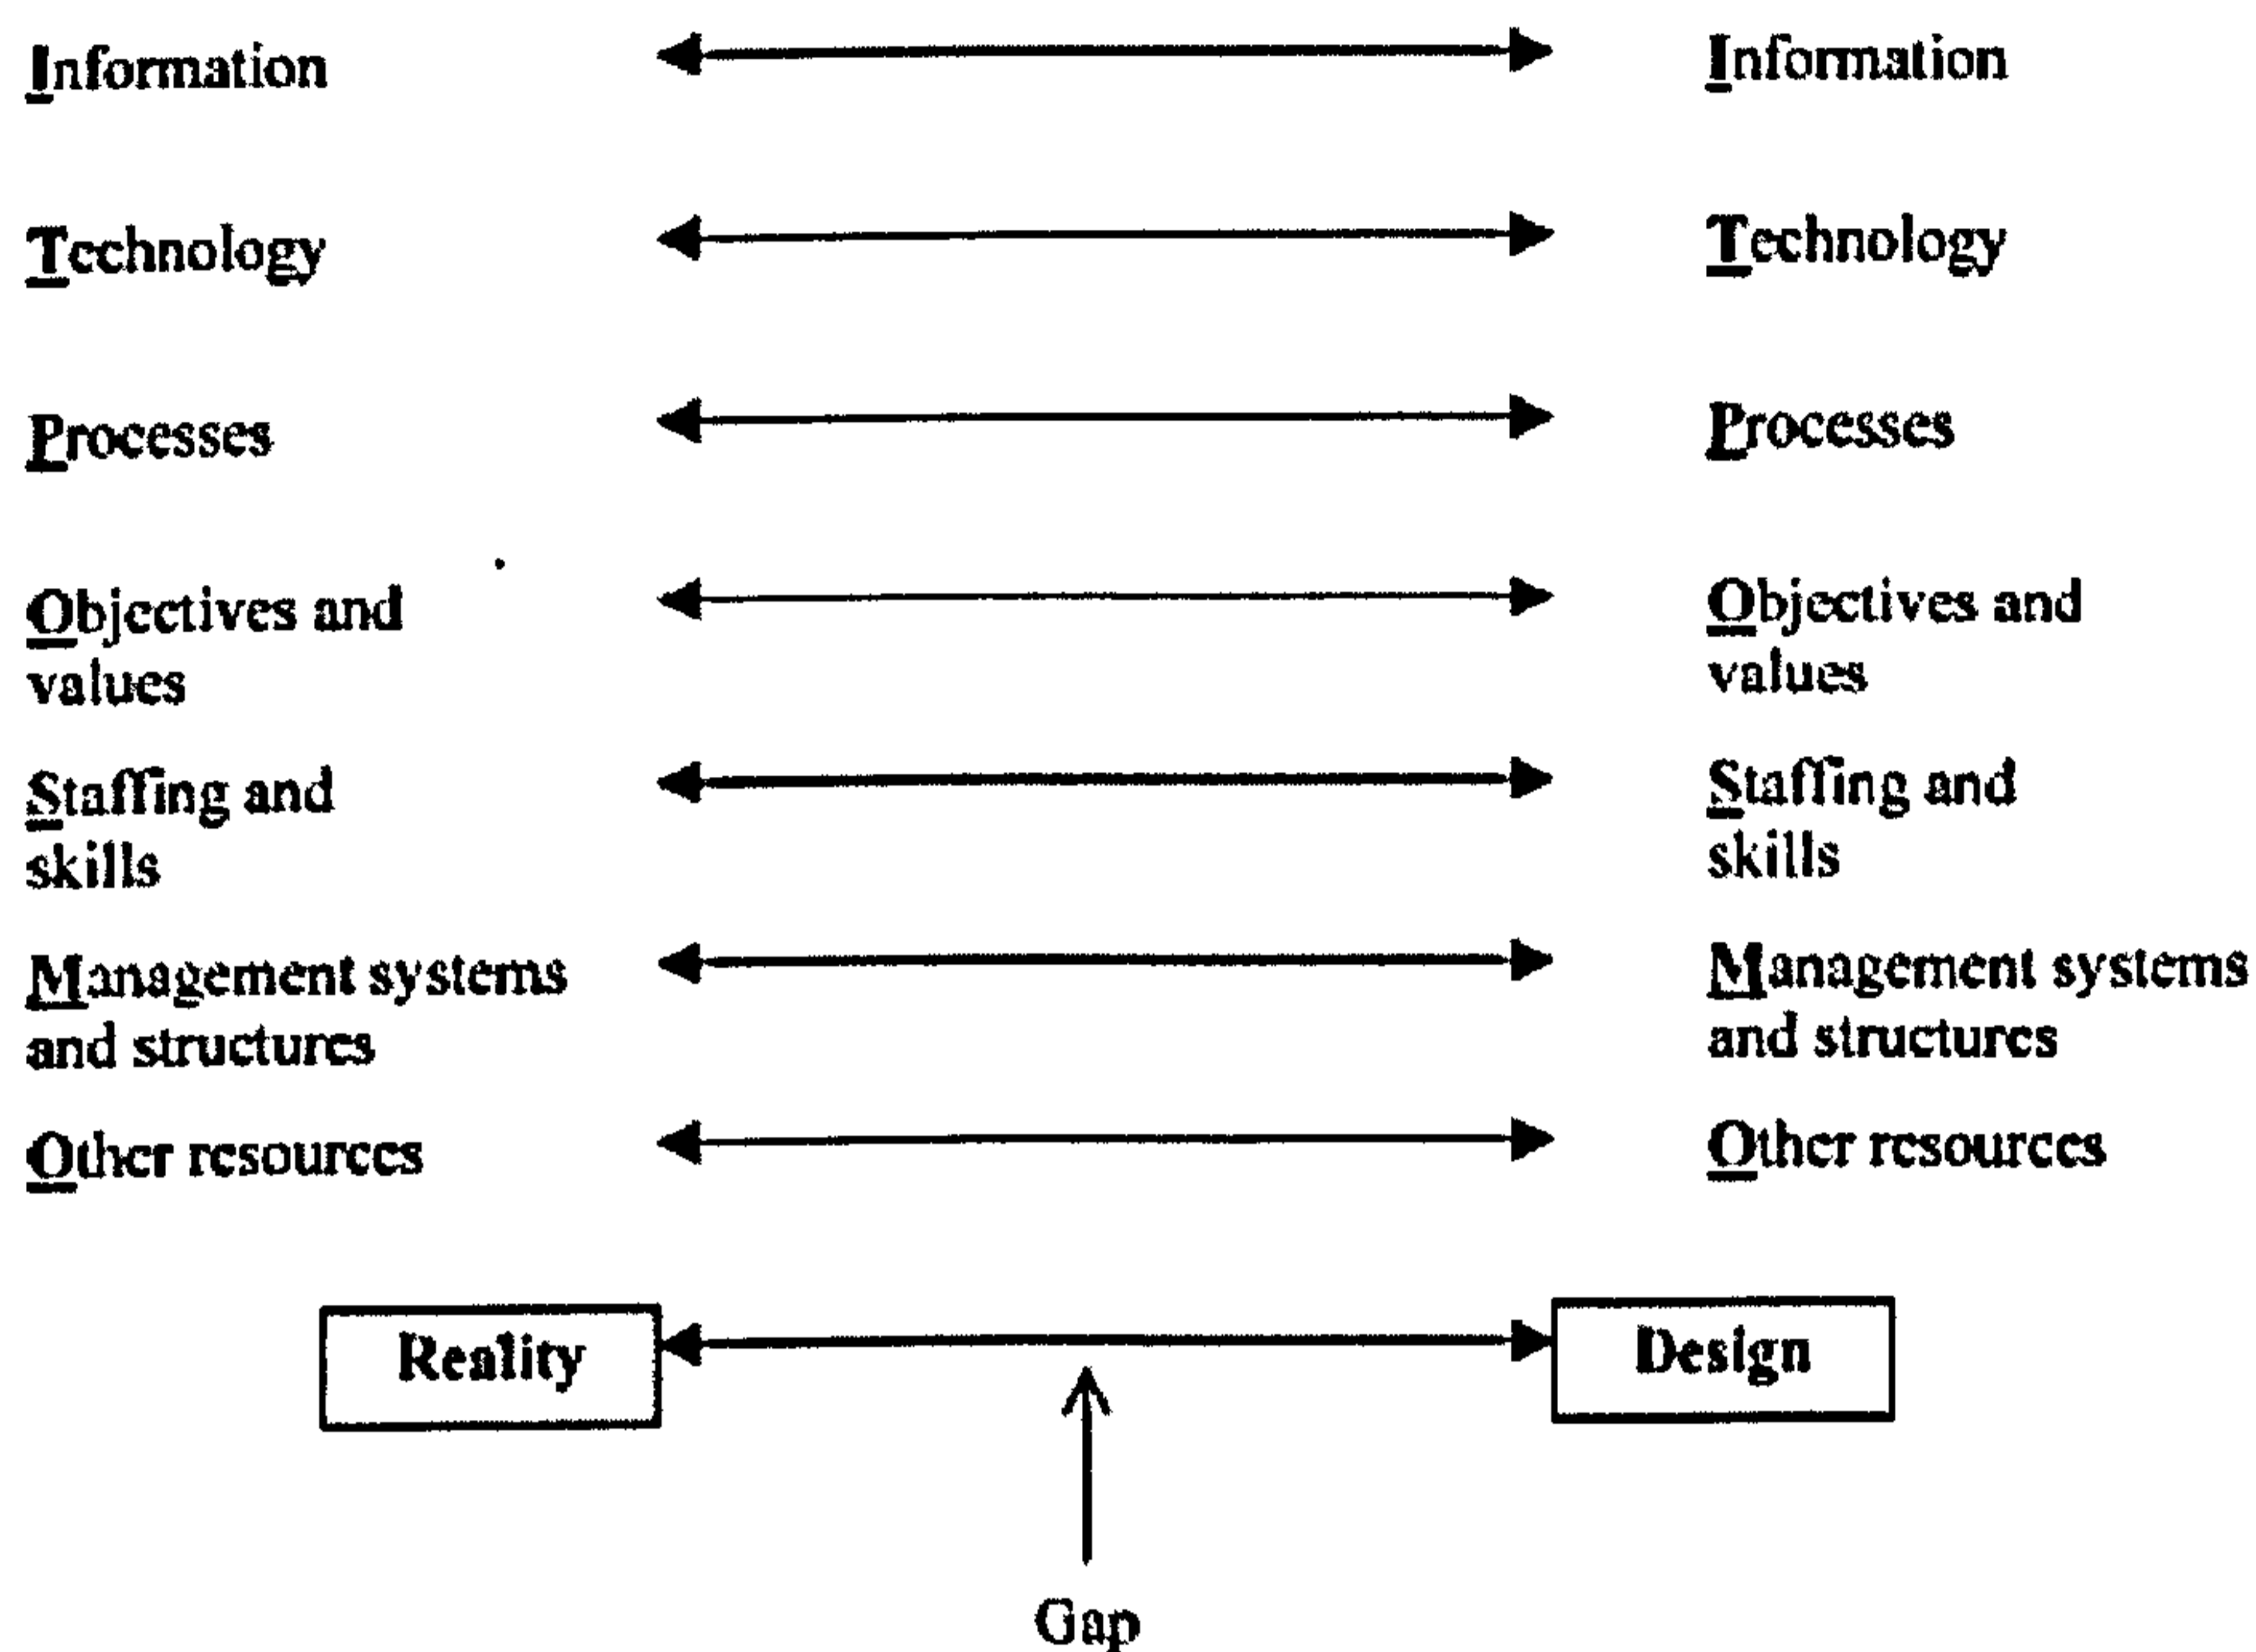 Information Information
Technology Technology
Processes Processes
Objectives and Objectives and
values values
Staffing and Staffing and
skills skills
Management systems Management systems
and structures and structures
Other resources Other resources
Reality Design
Gap